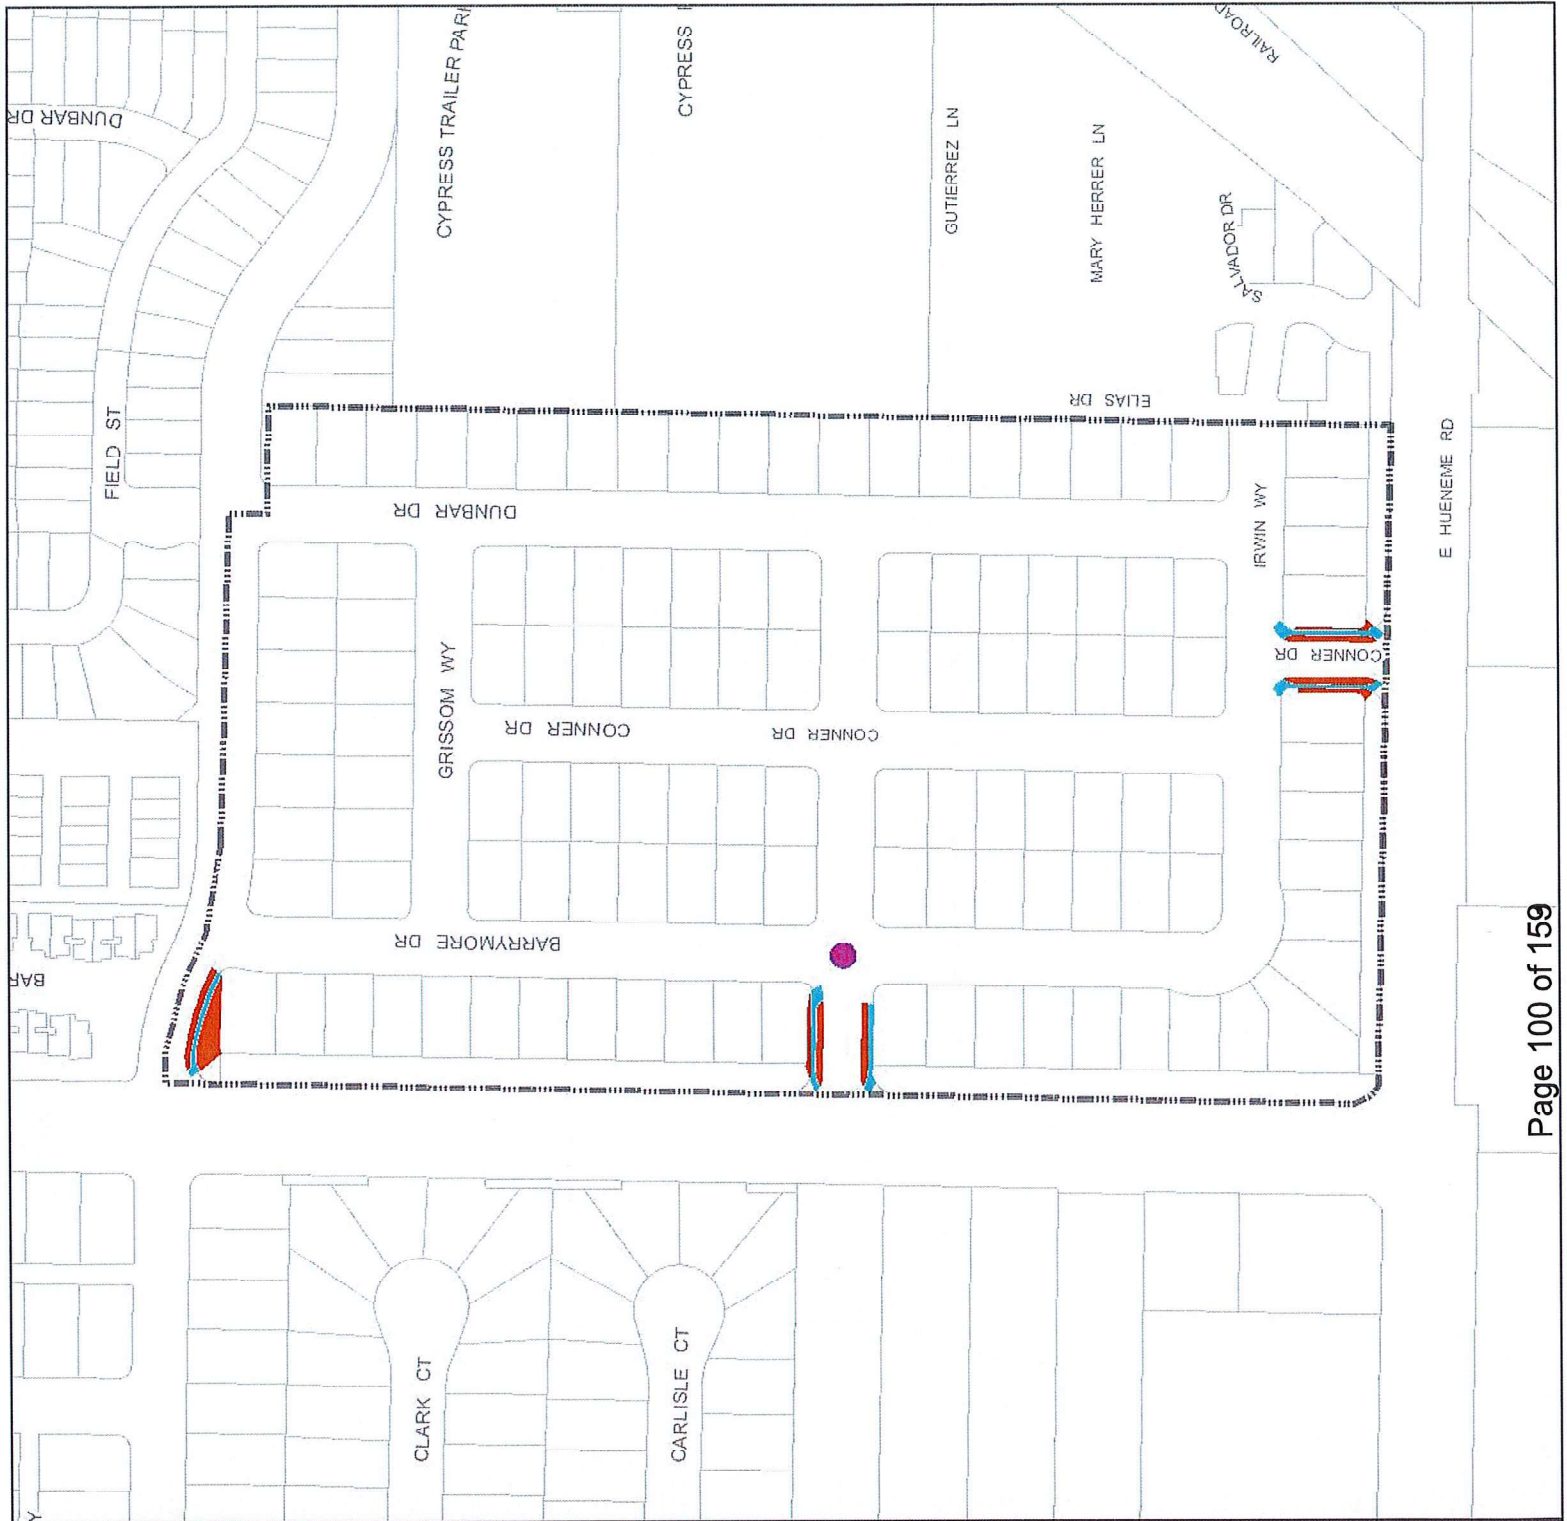 DUNBAR DR
CYPRESS TRAILER PAR
CYPRESS
RAILROAD
GUTIERREZ LN
MARY HERRER LN
SALVADOR DR
FIELD ST
ELIAS DR
DUNBAR DR
IRWIN WY
E HUENEME RD
CONNER DR
GRISSOM WY
CONNER DR
CONNER DR
BARRYMORE DR
BAR
CLARK CT
CARLISLE CT
Y
Page 100 of 159